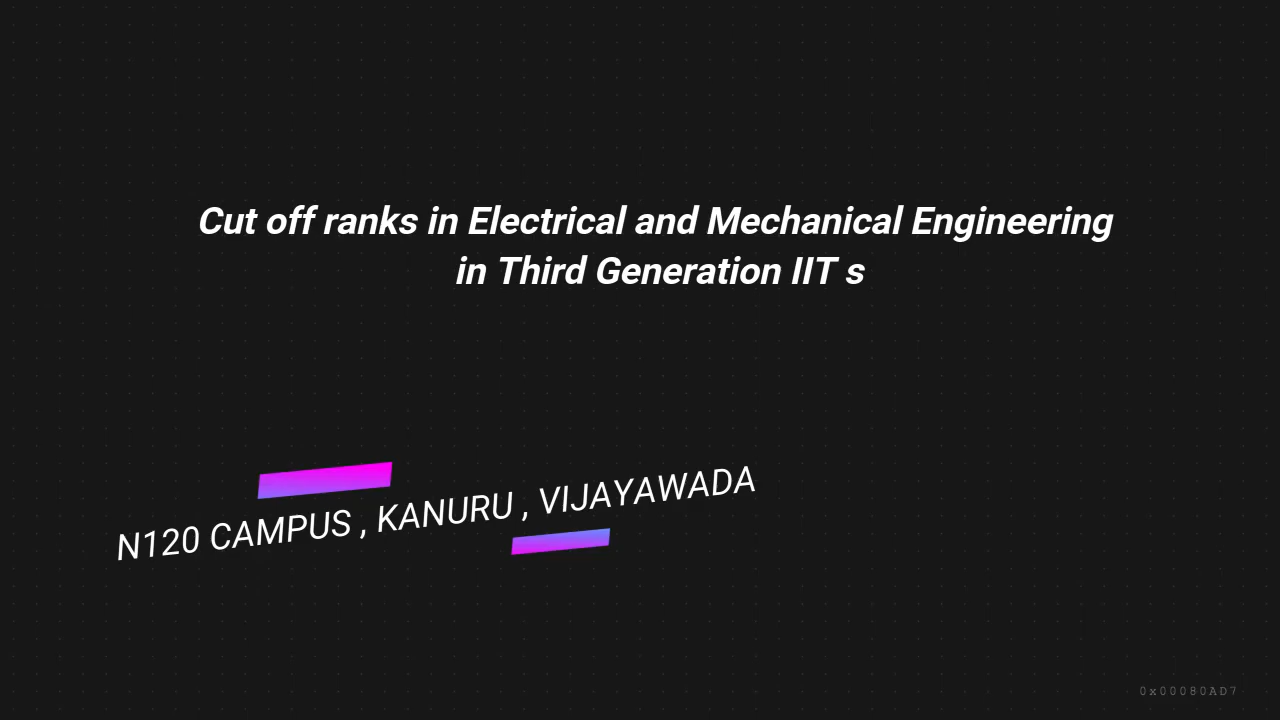 Cut off ranks in Electrical and Mechanical Engineering
in Third Generation IIT s
N120 CAMPUS , KANURU , VIJAYAWADA
0x00080AD7